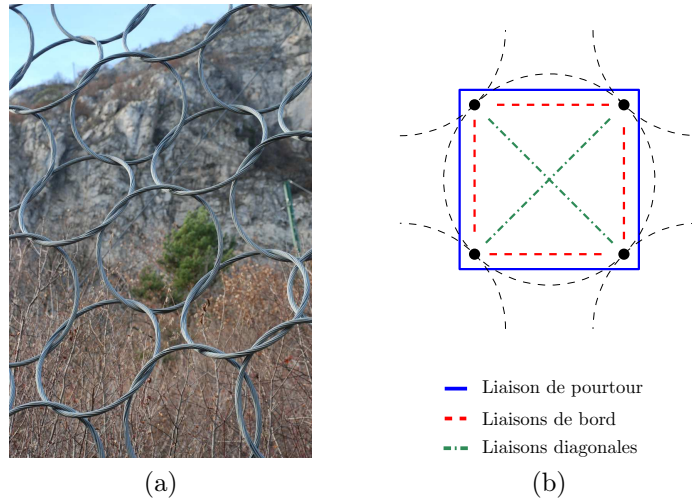 Liaison de pourtour
Liaisons de bord
Liaisons diagonales
(a)
(b)